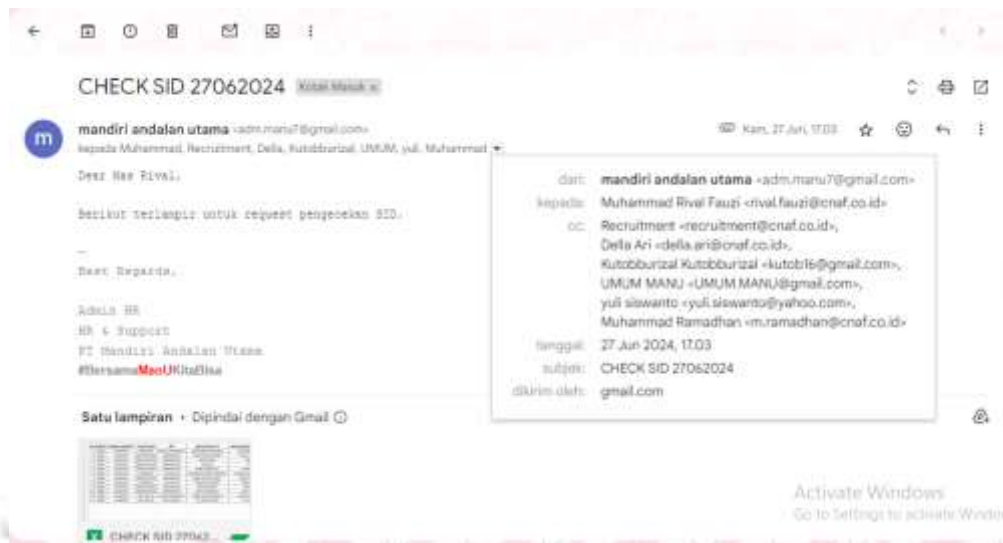 CHECK SID 27062024 Kotak Masuk ×
m
mandiri andalan utama <adm.manu7@gmail.com>
Kam, 27 Jun, 17.03
kepada Muhammad, Recruitment, Della, Kutobburizal, UMUM, yuli, Muhammad
Dear Mas Rival,
Berikut terlampir untuk request pengecekan SID.
--
Best Regards,
Admin HR
HR & Support
PT Mandiri Andalan Utama
#BersamaManUKitaBisa
dari: mandiri andalan utama <adm.manu7@gmail.com>
kepada: Muhammad Rival Fauzi <rival.fauzi@cnaf.co.id>
cc: Recruitment <recruitment@cnaf.co.id>,
Della Ari <della.ari@cnaf.co.id>,
Kutobburizal Kutobburizal <kutob16@gmail.com>,
UMUM MANU <UMUM.MANU@gmail.com>,
yuli siswanto <yuli.siswanto@yahoo.com>,
Muhammad Ramadhan <m.ramadhan@cnaf.co.id>
tanggal: 27 Jun 2024, 17.03
subjek: CHECK SID 27062024
dikirim oleh: gmail.com
Satu lampiran • Dipindai dengan Gmail
CHECK SID 27062...
Activate Windows
Go to Settings to activate Windo